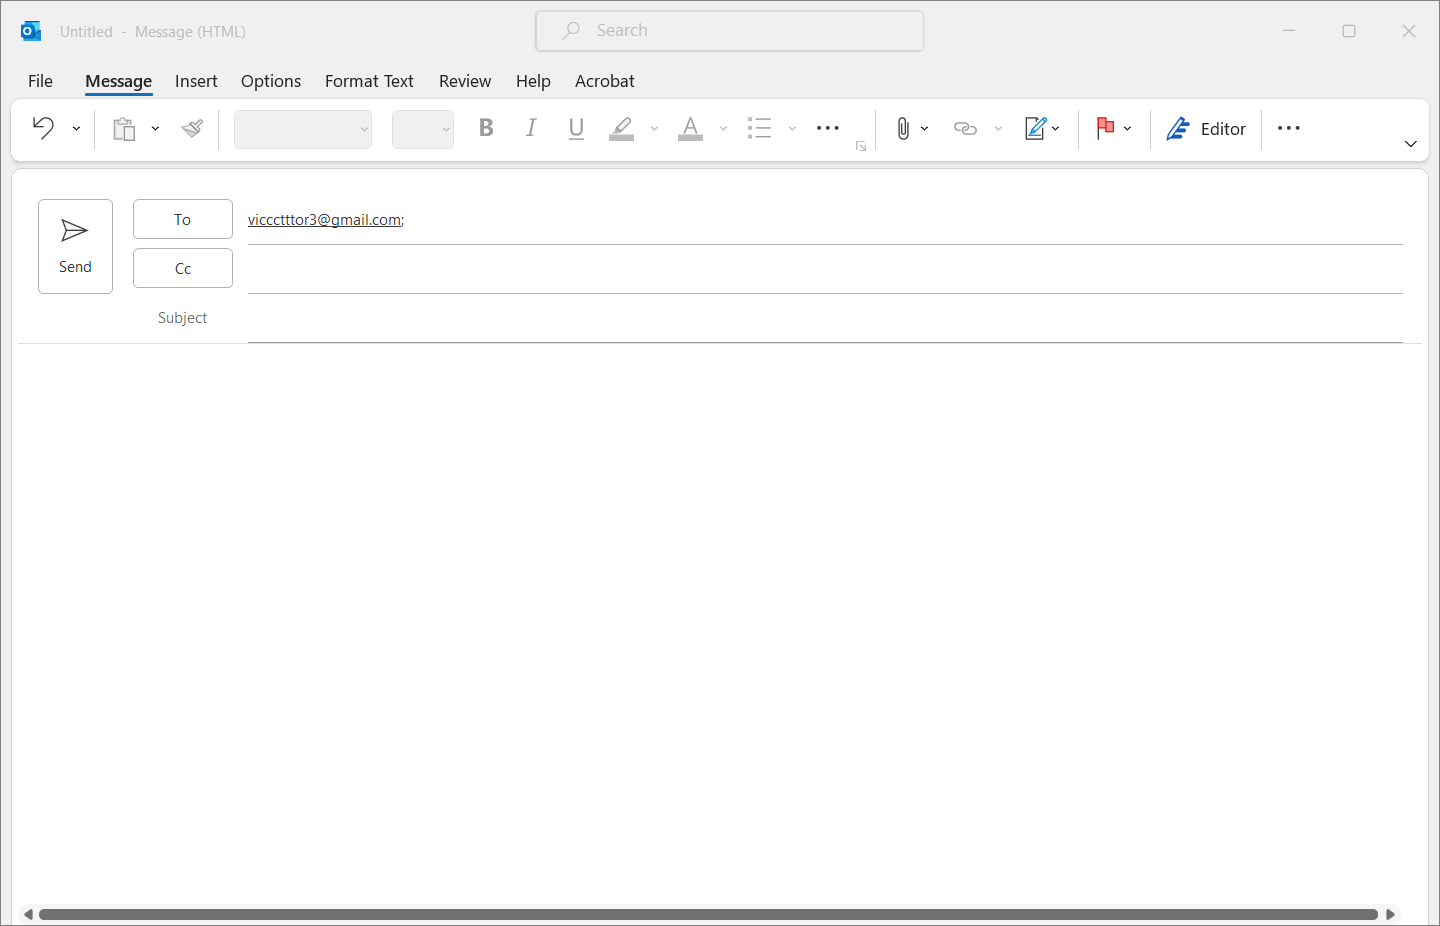 Untitled - Message (HTML)
Search
File Message Insert Options Format Text Review Help Acrobat
B I U A Editor
Send
To
viccctttor3@gmail.com;
Cc
Subject